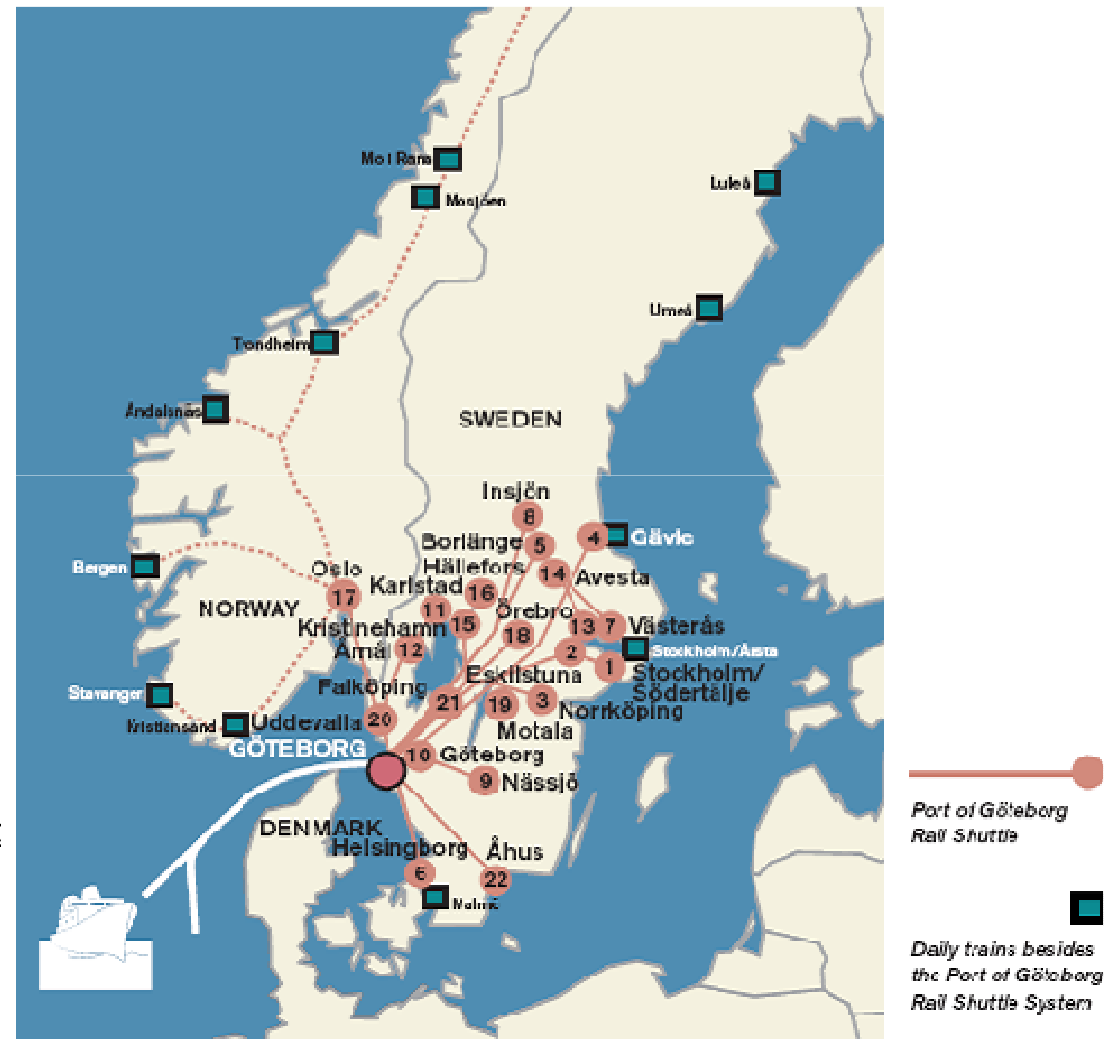 Mo i Rana
Mosjöen
Luleå
Umeå
Trondheim
Åndalsnäs
SWEDEN
Insjön
8
4
Gävle
Borlänge
5
Hällefors
14
Avesta
Bergen
Oslo
17
Karlstad
16
11
NORWAY
Örebro
Kristinehamn
15
18
13
7
Västerås
Åmål
12
2
Stockholm/Årsta
Eskilstuna
1
Stockholm/
Södertälje
Stavanger
Falköping
21
19
3
Norrköping
Kristiansand
Uddevalla
20
Motala
GÖTEBORG
10
Göteborg
9
Nässjö
DENMARK
Helsingborg
Åhus
6
22
Malmö
Port of Göteborg
Rail Shuttle
Daily trains besides
the Port of Göteborg
Rail Shuttle System